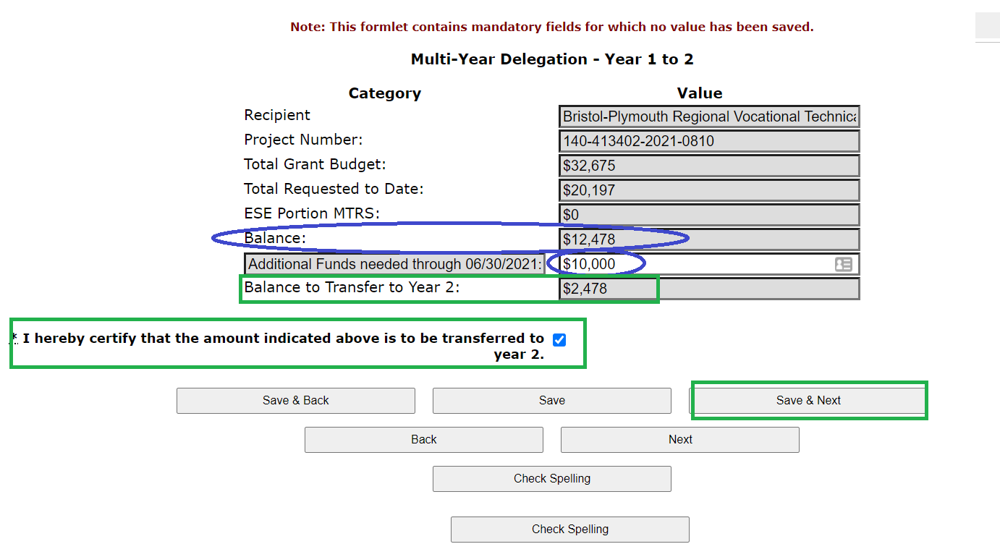 Note: This formlet contains mandatory fields for which no value has been saved.
Multi-Year Delegation - Year 1 to 2
Category Value
Recipient Bristol-Plymouth Regional Vocational Technica
Project Number: 140-413402-2021-0810
Total Grant Budget: $32,675
Total Requested to Date: $20,197
ESE Portion MTRS: $0
Balance: $12,478
Additional Funds needed through 06/30/2021: $10,000
Balance to Transfer to Year 2: $2,478
* I hereby certify that the amount indicated above is to be transferred to
year 2.
Save & Back Save Save & Next
Back Next
Check Spelling
Check Spelling